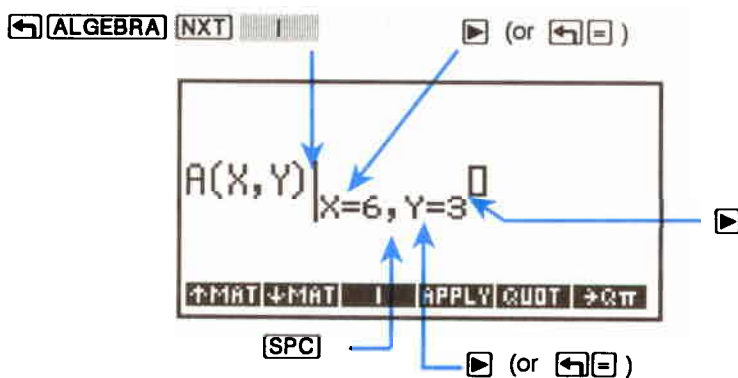 ↰ ALGEBRA NXT |
▶ (or ↰ = )
A(X,Y)|X=6,Y=3
▶
↑MAT ↓MAT | APPLY QUOT →Qπ
SPC
▶ (or ↰ = )